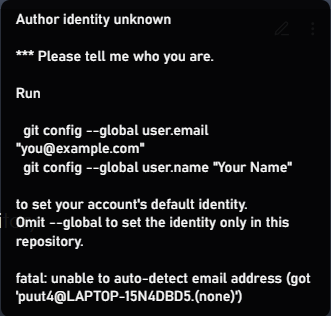 Author identity unknown
*** Please tell me who you are.
Run
git config --global user.email
"you@example.com"
git config --global user.name "Your Name"
to set your account's default identity.
Omit --global to set the identity only in this
repository.
fatal: unable to auto-detect email address (got
'puut4@LAPTOP-15N4DBD5.(none)')